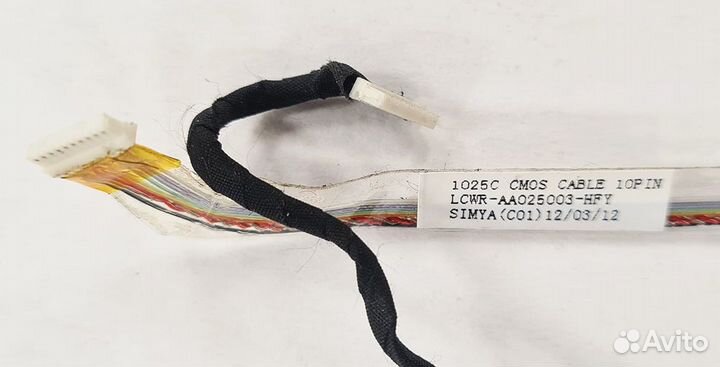 1025C CMOS CABLE 10PIN
LCWR-AA025003-HFY
SIMYA(C01)12/03/12
Avito